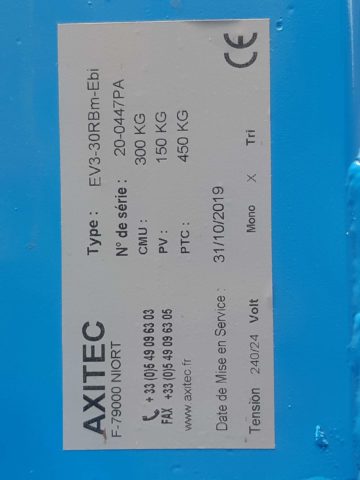 AXITEC
F-79000 NIORT
+ 33 (0)5 49 09 63 03
FAX +33 (0)5 49 09 63 05
www.axitec.fr
Type : EV3-30RBm-Ebi
N° de série : 20-0447PA
CMU : 300 KG
PV : 150 KG
PTC : 450 KG
Date de Mise en Service : 31/10/2019
Tension 240/24 Volt Mono X Tri
CE